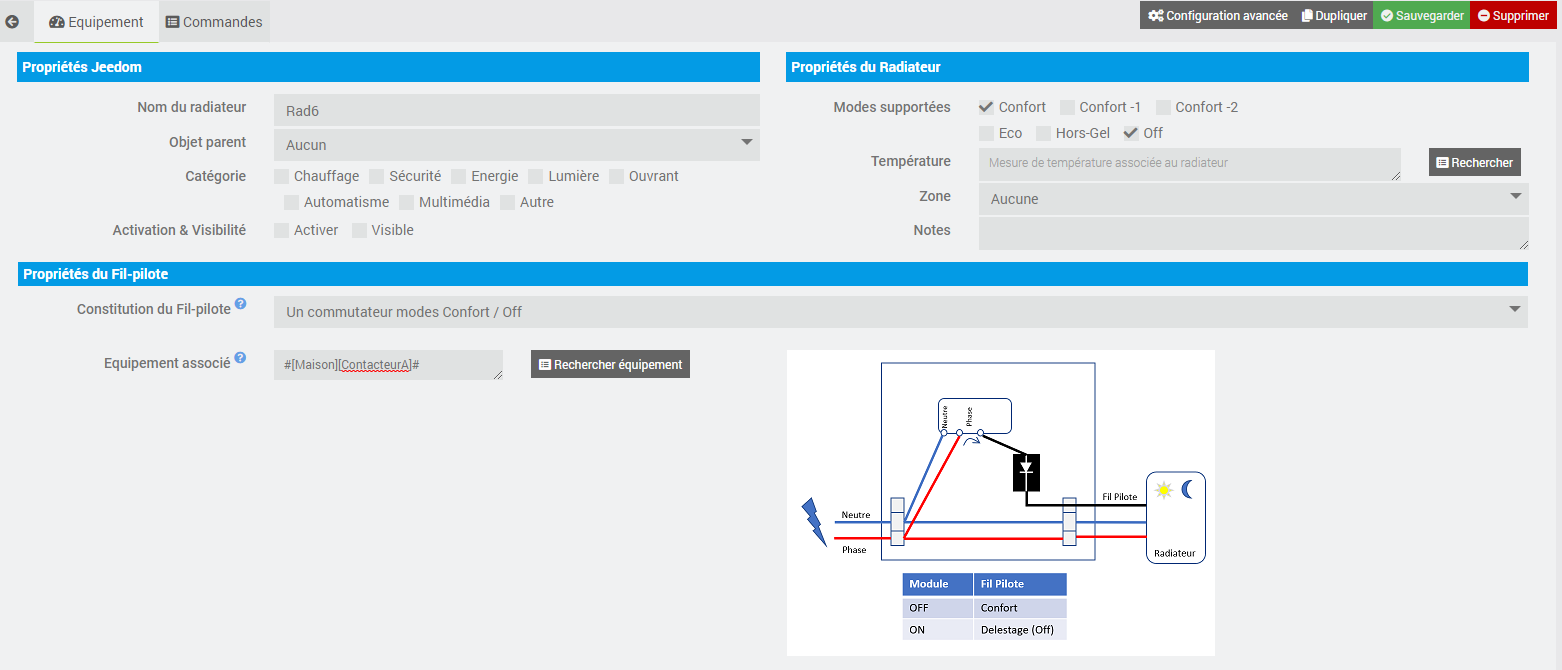 Equipement Commandes Configuration avancée Dupliquer Sauvegarder Supprimer
Propriétés Jeedom
Nom du radiateur Rad6
Objet parent Aucun
Catégorie Chauffage Sécurité Energie Lumière Ouvrant
Automatisme Multimédia Autre
Activation & Visibilité Activer Visible
Propriétés du Radiateur
Modes supportées Confort Confort -1 Confort -2
Eco Hors-Gel Off
Température Mesure de température associée au radiateur Rechercher
Zone Aucune
Notes
Propriétés du Fil-pilote
Constitution du Fil-pilote ? Un commutateur modes Confort / Off
Equipement associé ? #[Maison][ContacteurA]# Rechercher équipement
Neutre
Phase
Fil Pilote
Neutre
Phase
Radiateur
Module Fil Pilote
OFF Confort
ON Delestage (Off)